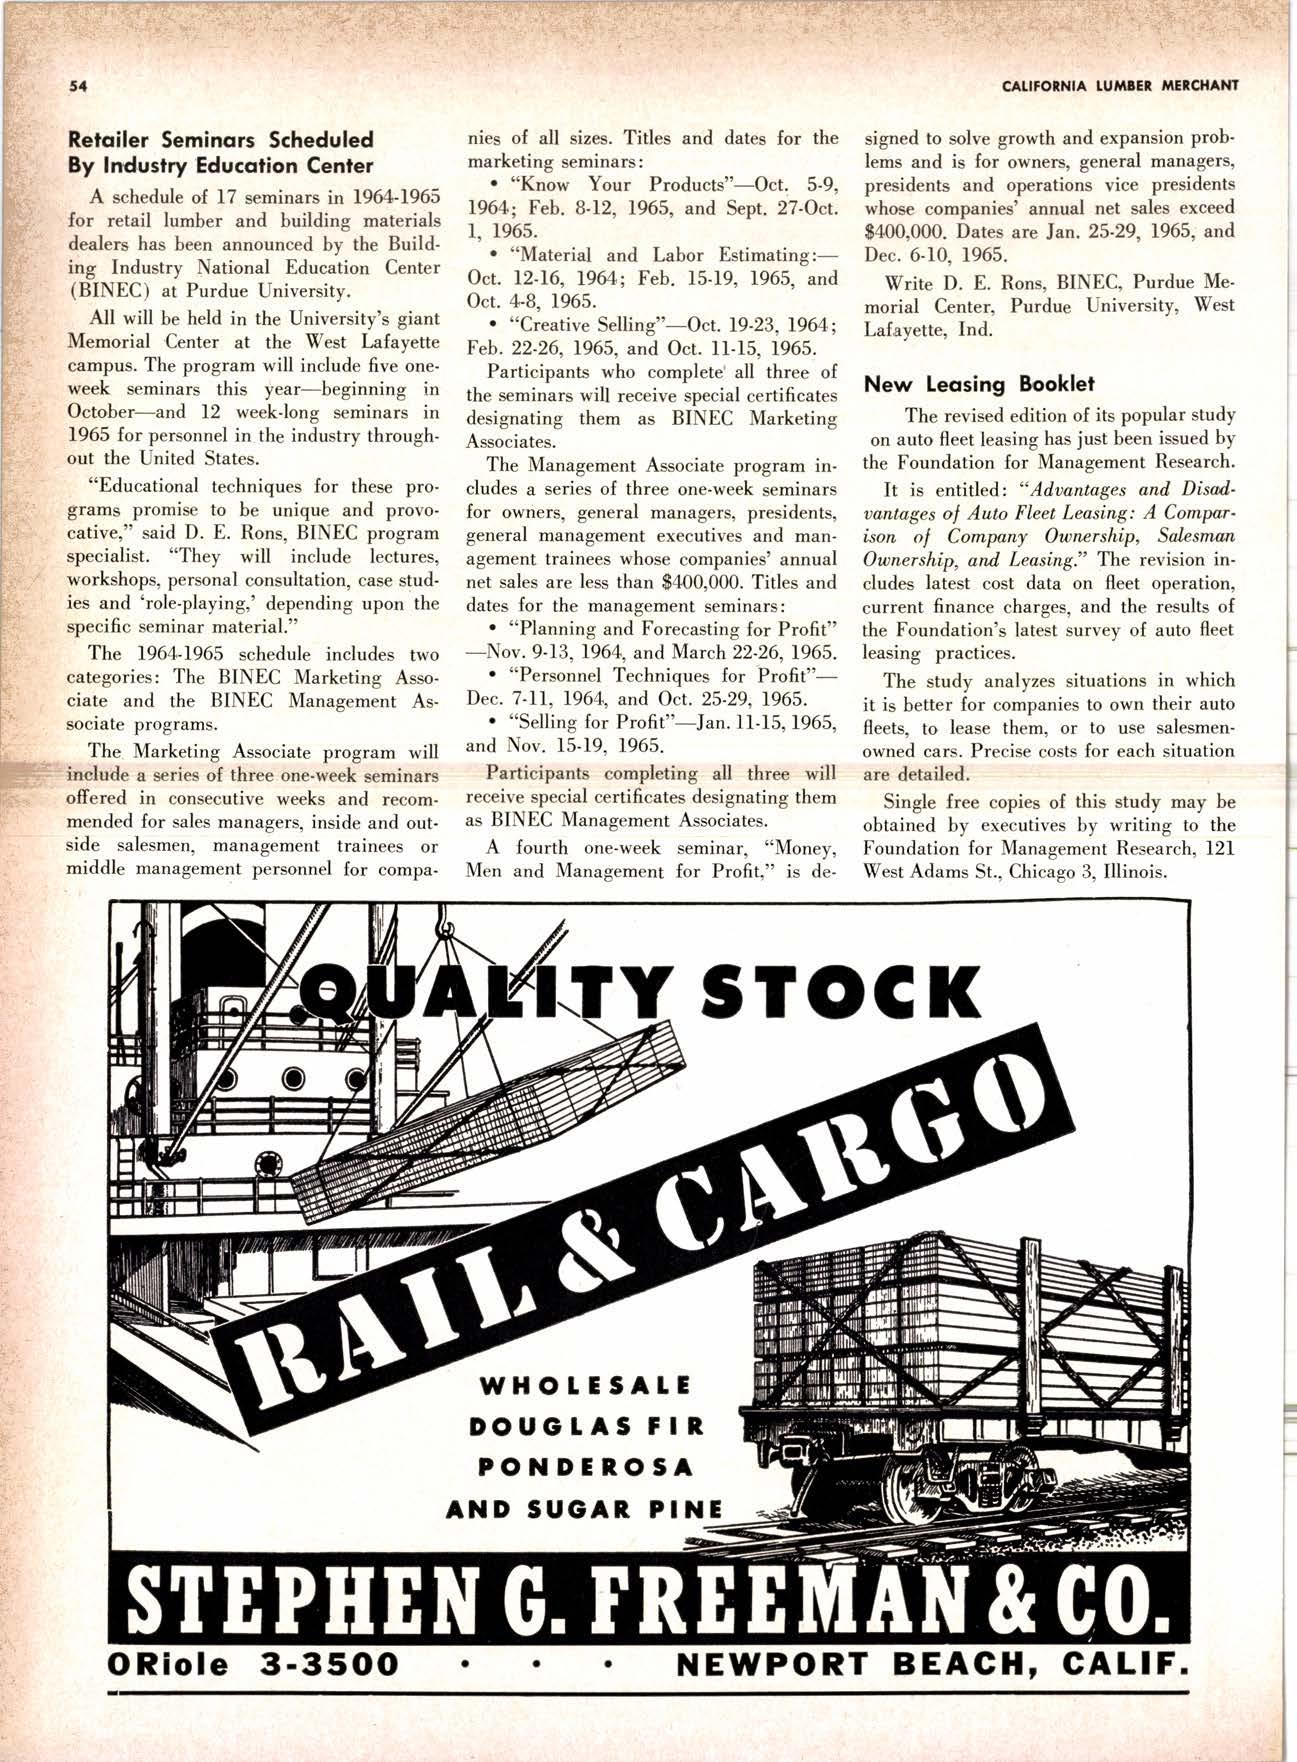 54
CALIFORNIA LUMBER MERCHANT
Retailer Seminars Scheduled
By Industry Education Center
A schedule of 17 seminars in 1964-1965
for retail lumber and building materials
dealers has been announced by the Build-
ing Industry National Education Center
(BINEC) at Purdue University.
All will be held in the University's giant
Memorial Center at the West Lafayette
campus. The program will include five one-
week seminars this year—beginning in
October—and 12 week-long seminars in
1965 for personnel in the industry through-
out the United States.
“Educational techniques for these pro-
grams promise to be unique and provo-
cative,” said D. E. Rons, BINEC program
specialist. “They will include lectures,
workshops, personal consultation, case stud-
ies and ‘role-playing,’ depending upon the
specific seminar material.”
The 1964-1965 schedule includes two
categories: The BINEC Marketing Asso-
ciate and the BINEC Management As-
sociate programs.
The Marketing Associate program will
include a series of three one-week seminars
offered in consecutive weeks and recom-
mended for sales managers, inside and out-
side salesmen, management trainees or
middle management personnel for compa-
nies of all sizes. Titles and dates for the
marketing seminars:
• “Know Your Products”—Oct. 5-9,
1964; Feb. 8-12, 1965, and Sept. 27-Oct.
1, 1965.
• “Material and Labor Estimating:—
Oct. 12-16, 1964; Feb. 15-19, 1965, and
Oct. 4-8, 1965.
• “Creative Selling”—Oct. 19-23, 1964;
Feb. 22-26, 1965, and Oct. 11-15, 1965.
Participants who complete all three of
the seminars will receive special certificates
designating them as BINEC Marketing
Associates.
The Management Associate program in-
cludes a series of three one-week seminars
for owners, general managers, presidents,
general management executives and man-
agement trainees whose companies' annual
net sales are less than $400,000. Titles and
dates for the management seminars:
• “Planning and Forecasting for Profit”
—Nov. 9-13, 1964, and March 22-26, 1965.
• “Personnel Techniques for Profit”—
Dec. 7-11, 1964, and Oct. 25-29, 1965.
• “Selling for Profit”—Jan. 11-15, 1965,
and Nov. 15-19, 1965.
Participants completing all three will
receive special certificates designating them
as BINEC Management Associates.
A fourth one-week seminar, “Money,
Men and Management for Profit,” is de-
signed to solve growth and expansion prob-
lems and is for owners, general managers,
presidents and operations vice presidents
whose companies' annual net sales exceed
$400,000. Dates are Jan. 25-29, 1965, and
Dec. 6-10, 1965.
Write D. E. Rons, BINEC, Purdue Me-
morial Center, Purdue University, West
Lafayette, Ind.
New Leasing Booklet
The revised edition of its popular study
on auto fleet leasing has just been issued by
the Foundation for Management Research.
It is entitled: “Advantages and Disad-
vantages of Auto Fleet Leasing: A Compar-
ison of Company Ownership, Salesman
Ownership, and Leasing.” The revision in-
cludes latest cost data on fleet operation,
current finance charges, and the results of
the Foundation's latest survey of auto fleet
leasing practices.
The study analyzes situations in which
it is better for companies to own their auto
fleets, to lease them, or to use salesmen-
owned cars. Precise costs for each situation
are detailed.
Single free copies of this study may be
obtained by executives by writing to the
Foundation for Management Research, 121
West Adams St., Chicago 3, Illinois.
QUALITY STOCK
RAIL & CARGO
WHOLESALE
DOUGLAS FIR
PONDEROSA
AND SUGAR PINE
STEPHEN G. FREEMAN & CO.
ORiole 3-3500 • • • NEWPORT BEACH, CALIF.